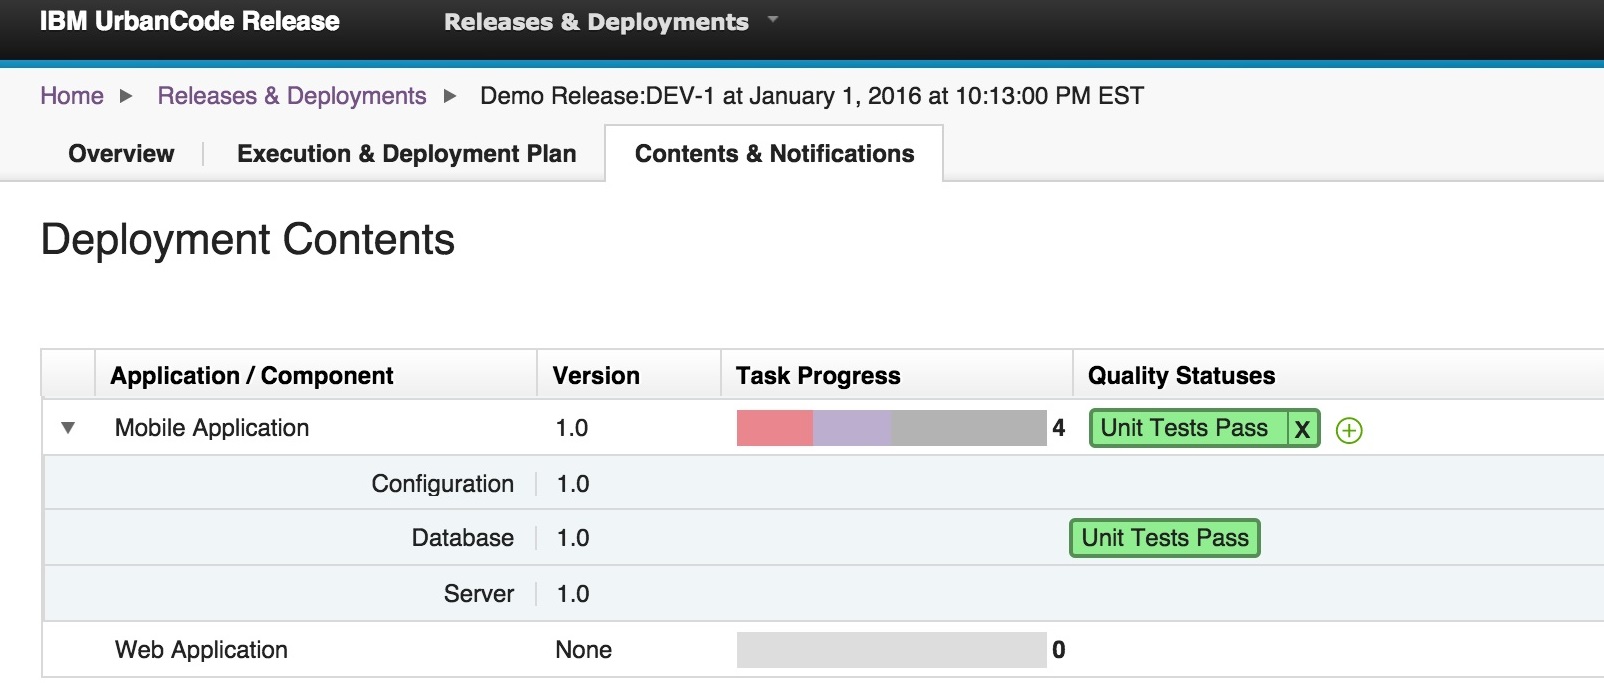 IBM UrbanCode Release Releases & Deployments
Home Releases & Deployments Demo Release:DEV-1 at January 1, 2016 at 10:13:00 PM EST
Overview Execution & Deployment Plan Contents & Notifications
Deployment Contents
Application / Component Version Task Progress Quality Statuses
Mobile Application 1.0 4 Unit Tests Pass X
Configuration 1.0
Database 1.0 Unit Tests Pass
Server 1.0
Web Application None 0